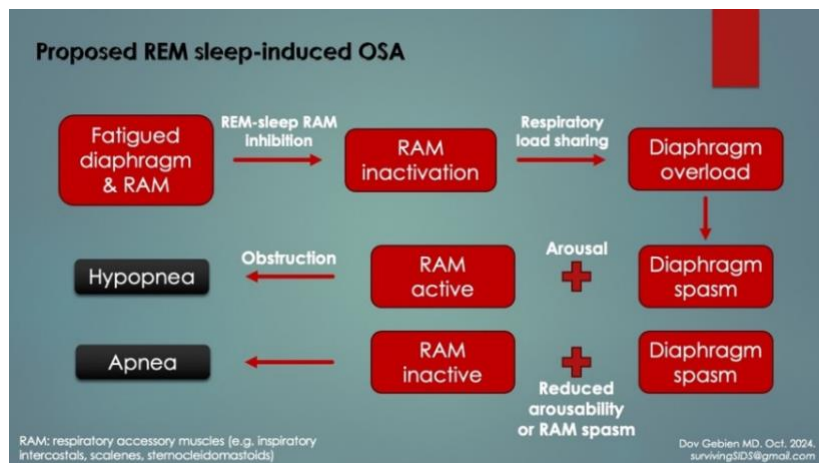 Proposed REM sleep-induced OSA
Fatigued
diaphragm
& RAM
REM-sleep RAM
inhibition
RAM
inactivation
Respiratory
load sharing
Diaphragm
overload
Hypopnea
Obstruction
RAM
active
Arousal
Diaphragm
spasm
Apnea
RAM
inactive
Reduced
arousability
or RAM spasm
Diaphragm
spasm
RAM: respiratory accessory muscles (e.g. inspiratory
intercostals, scalenes, sternocleidomastoids)
Dov Gebien MD. Oct. 2024.
survivingSIDS@gmail.com